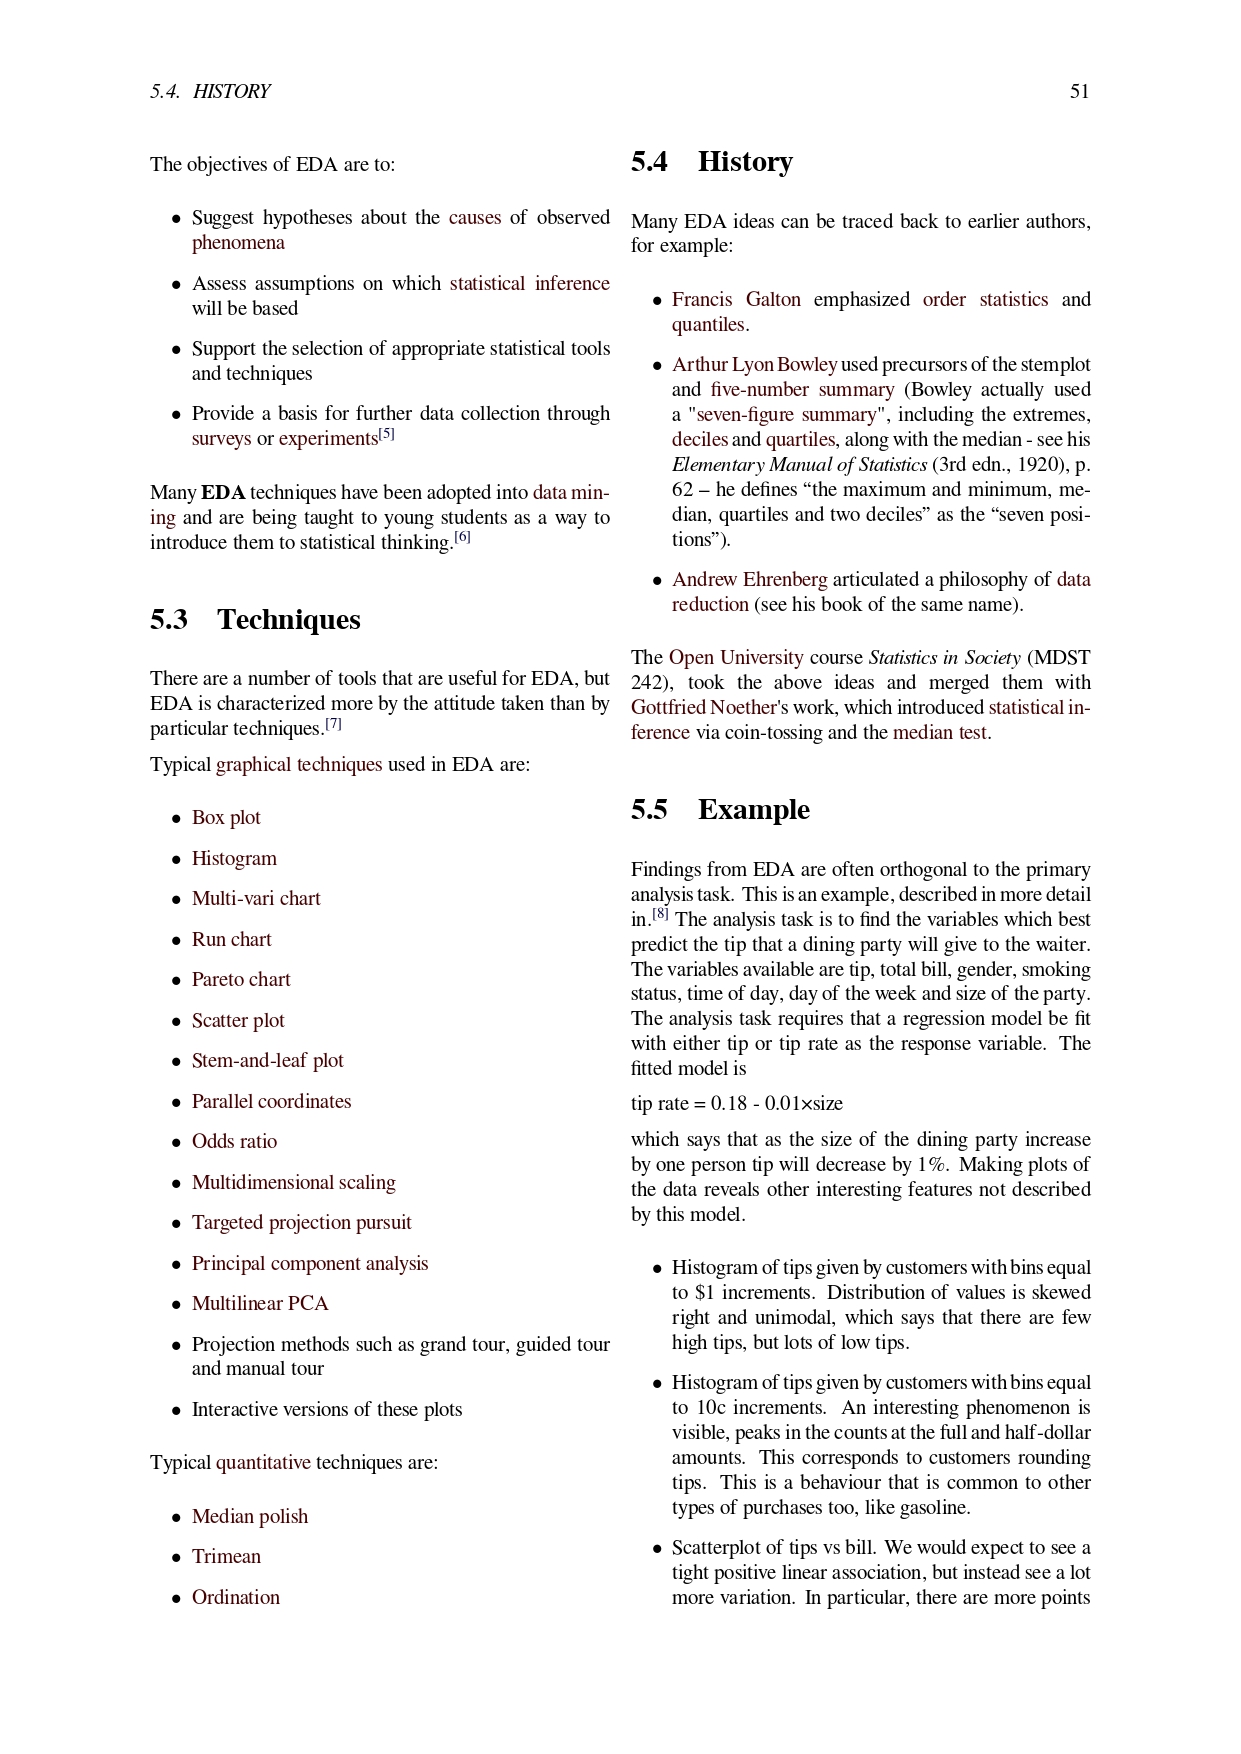 5.4. HISTORY 51
The objectives of EDA are to:
• Suggest hypotheses about the causes of observed
phenomena
• Assess assumptions on which statistical inference
will be based
• Support the selection of appropriate statistical tools
and techniques
• Provide a basis for further data collection through
surveys or experiments[5]
Many EDA techniques have been adopted into data min-
ing and are being taught to young students as a way to
introduce them to statistical thinking.[6]
5.3 Techniques
There are a number of tools that are useful for EDA, but
EDA is characterized more by the attitude taken than by
particular techniques.[7]
Typical graphical techniques used in EDA are:
• Box plot
• Histogram
• Multi-vari chart
• Run chart
• Pareto chart
• Scatter plot
• Stem-and-leaf plot
• Parallel coordinates
• Odds ratio
• Multidimensional scaling
• Targeted projection pursuit
• Principal component analysis
• Multilinear PCA
• Projection methods such as grand tour, guided tour
and manual tour
• Interactive versions of these plots
Typical quantitative techniques are:
• Median polish
• Trimean
• Ordination
5.4 History
Many EDA ideas can be traced back to earlier authors,
for example:
• Francis Galton emphasized order statistics and
quantiles.
• Arthur Lyon Bowley used precursors of the stemplot
and five-number summary (Bowley actually used
a "seven-figure summary", including the extremes,
deciles and quartiles, along with the median - see his
Elementary Manual of Statistics (3rd edn., 1920), p.
62 – he defines “the maximum and minimum, me-
dian, quartiles and two deciles” as the “seven posi-
tions”).
• Andrew Ehrenberg articulated a philosophy of data
reduction (see his book of the same name).
The Open University course Statistics in Society (MDST
242), took the above ideas and merged them with
Gottfried Noether's work, which introduced statistical in-
ference via coin-tossing and the median test.
5.5 Example
Findings from EDA are often orthogonal to the primary
analysis task. This is an example, described in more detail
in.[8] The analysis task is to find the variables which best
predict the tip that a dining party will give to the waiter.
The variables available are tip, total bill, gender, smoking
status, time of day, day of the week and size of the party.
The analysis task requires that a regression model be fit
with either tip or tip rate as the response variable. The
fitted model is
tip rate = 0.18 - 0.01×size
which says that as the size of the dining party increase
by one person tip will decrease by 1%. Making plots of
the data reveals other interesting features not described
by this model.
• Histogram of tips given by customers with bins equal
to $1 increments. Distribution of values is skewed
right and unimodal, which says that there are few
high tips, but lots of low tips.
• Histogram of tips given by customers with bins equal
to 10c increments. An interesting phenomenon is
visible, peaks in the counts at the full and half-dollar
amounts. This corresponds to customers rounding
tips. This is a behaviour that is common to other
types of purchases too, like gasoline.
• Scatterplot of tips vs bill. We would expect to see a
tight positive linear association, but instead see a lot
more variation. In particular, there are more points